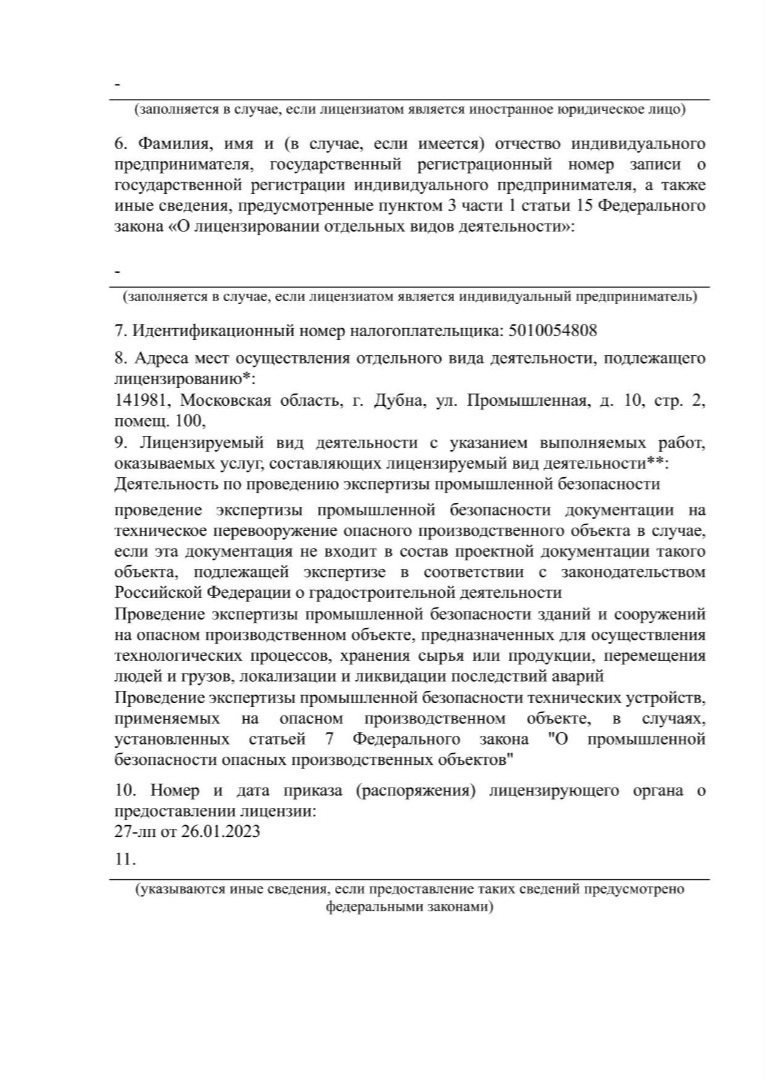 -
(заполняется в случае, если лицензиатом является иностранное юридическое лицо)
6. Фамилия, имя и (в случае, если имеется) отчество индивидуального
предпринимателя, государственный регистрационный номер записи о
государственной регистрации индивидуального предпринимателя, а также
иные сведения, предусмотренные пунктом 3 части 1 статьи 15 Федерального
закона «О лицензировании отдельных видов деятельности»:
-
(заполняется в случае, если лицензиатом является индивидуальный предприниматель)
7. Идентификационный номер налогоплательщика: 5010054808
8. Адреса мест осуществления отдельного вида деятельности, подлежащего
лицензированию*:
141981, Московская область, г. Дубна, ул. Промышленная, д. 10, стр. 2,
помещ. 100,
9. Лицензируемый вид деятельности с указанием выполняемых работ,
оказываемых услуг, составляющих лицензируемый вид деятельности**:
Деятельность по проведению экспертизы промышленной безопасности
проведение экспертизы промышленной безопасности документации на
техническое перевооружение опасного производственного объекта в случае,
если эта документация не входит в состав проектной документации такого
объекта, подлежащей экспертизе в соответствии с законодательством
Российской Федерации о градостроительной деятельности
Проведение экспертизы промышленной безопасности зданий и сооружений
на опасном производственном объекте, предназначенных для осуществления
технологических процессов, хранения сырья или продукции, перемещения
людей и грузов, локализации и ликвидации последствий аварий
Проведение экспертизы промышленной безопасности технических устройств,
применяемых на опасном производственном объекте, в случаях,
установленных статьей 7 Федерального закона "О промышленной
безопасности опасных производственных объектов"
10. Номер и дата приказа (распоряжения) лицензирующего органа о
предоставлении лицензии:
27-лп от 26.01.2023
11.
(указываются иные сведения, если предоставление таких сведений предусмотрено
федеральными законами)